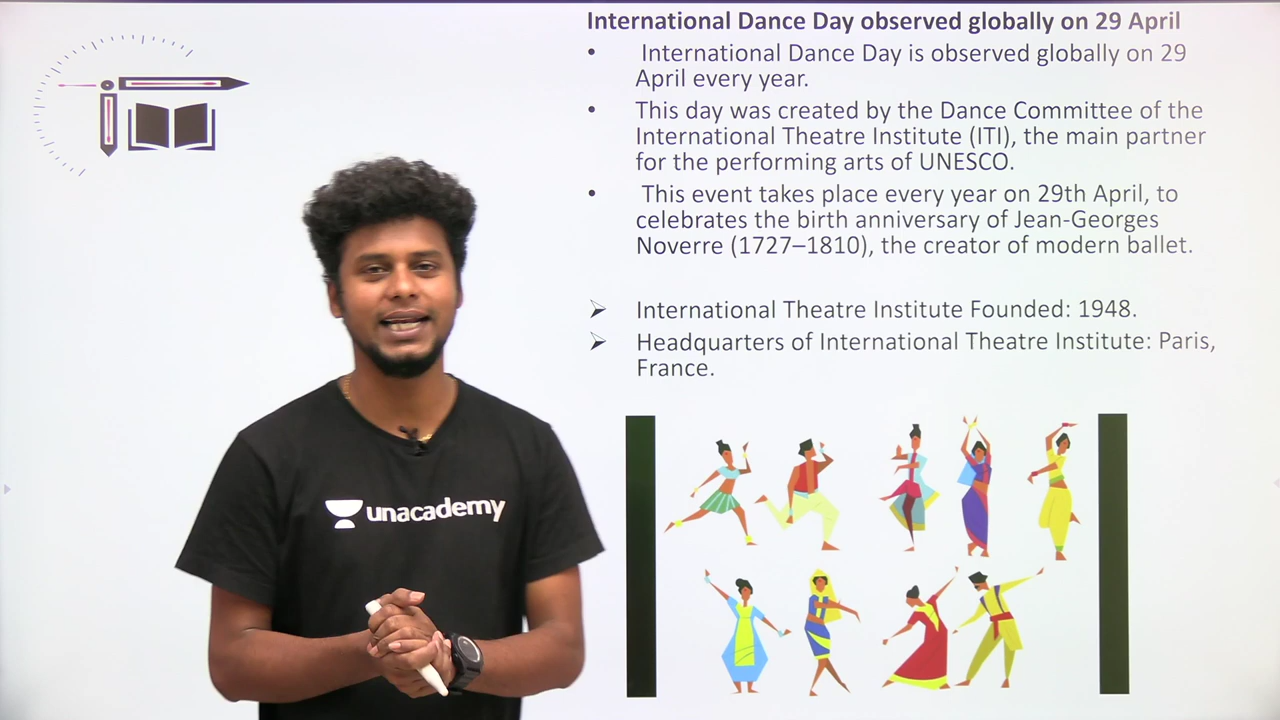 International Dance Day observed globally on 29 April
• International Dance Day is observed globally on 29
April every year.
• This day was created by the Dance Committee of the
International Theatre Institute (ITI), the main partner
for the performing arts of UNESCO.
• This event takes place every year on 29th April, to
celebrates the birth anniversary of Jean-Georges
Noverre (1727–1810), the creator of modern ballet.
➢ International Theatre Institute Founded: 1948.
➢ Headquarters of International Theatre Institute: Paris,
France.
unacademy